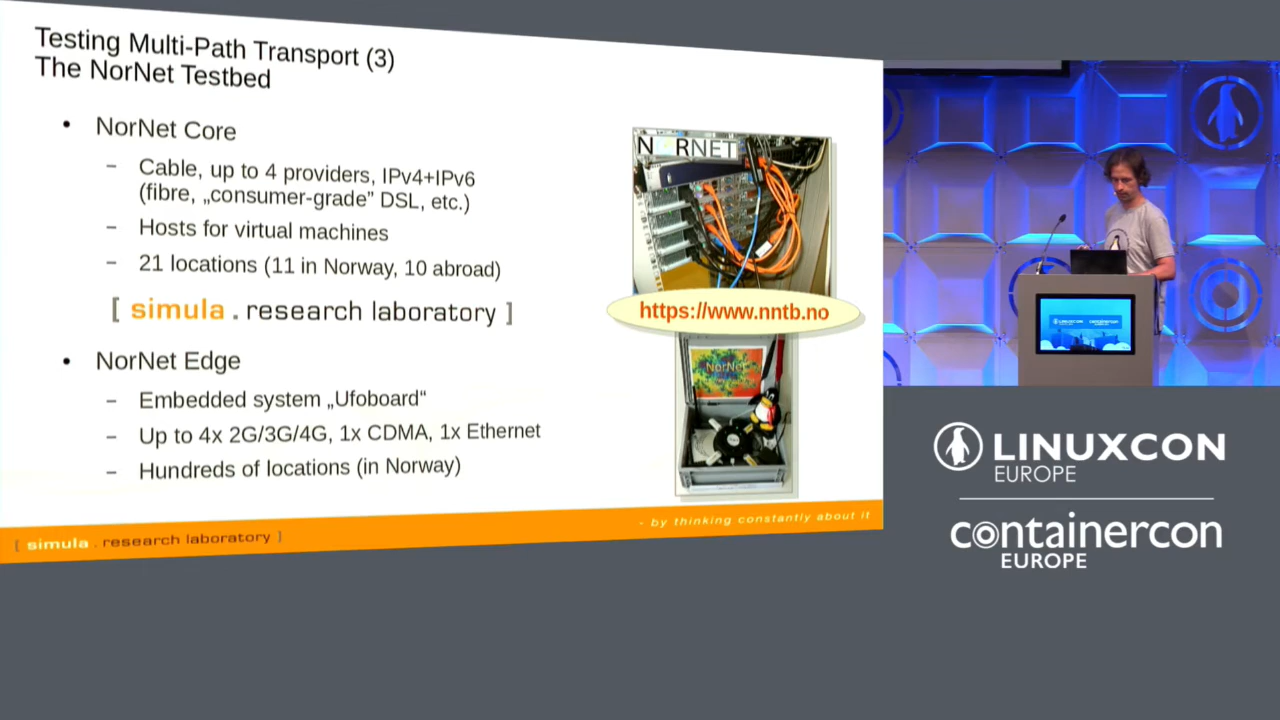 Testing Multi-Path Transport (3)
The NorNet Testbed
• NorNet Core
– Cable, up to 4 providers, IPv4+IPv6
(fibre, „consumer-grade” DSL, etc.)
– Hosts for virtual machines
– 21 locations (11 in Norway, 10 abroad)
[ simula . research laboratory ]
• NorNet Edge
– Embedded system „Ufoboard“
– Up to 4x 2G/3G/4G, 1x CDMA, 1x Ethernet
– Hundreds of locations (in Norway)
NORNET
https://www.nntb.no
NorNet
[ simula . research laboratory ]
- by thinking constantly about it
LINUXCON
EUROPE
containercon
EUROPE